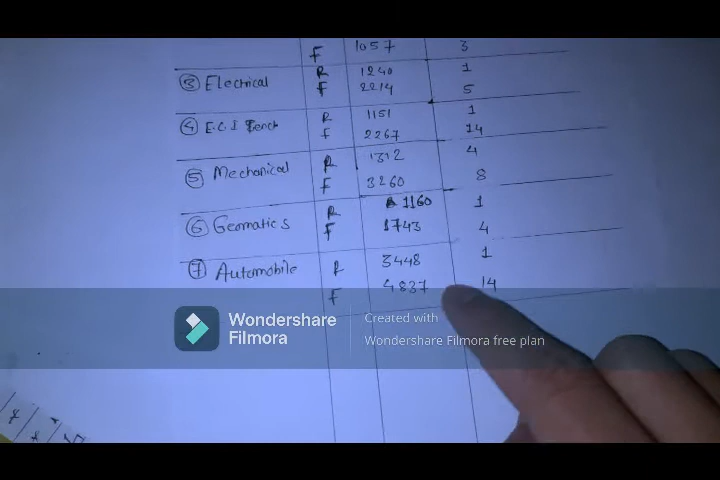 F 1057 3
③ Electrical R 1240 1
F 2214 5
④ E.C.I R 1151 1
F 2267 14
⑤ Mechanical R 1312 4
F 3260 8
⑥ Geomatics R 1160 1
F 1743 4
⑦ Automobile R 3448 1
F 4837 14
Wondershare
Filmora
Created with
Wondershare Filmora free plan